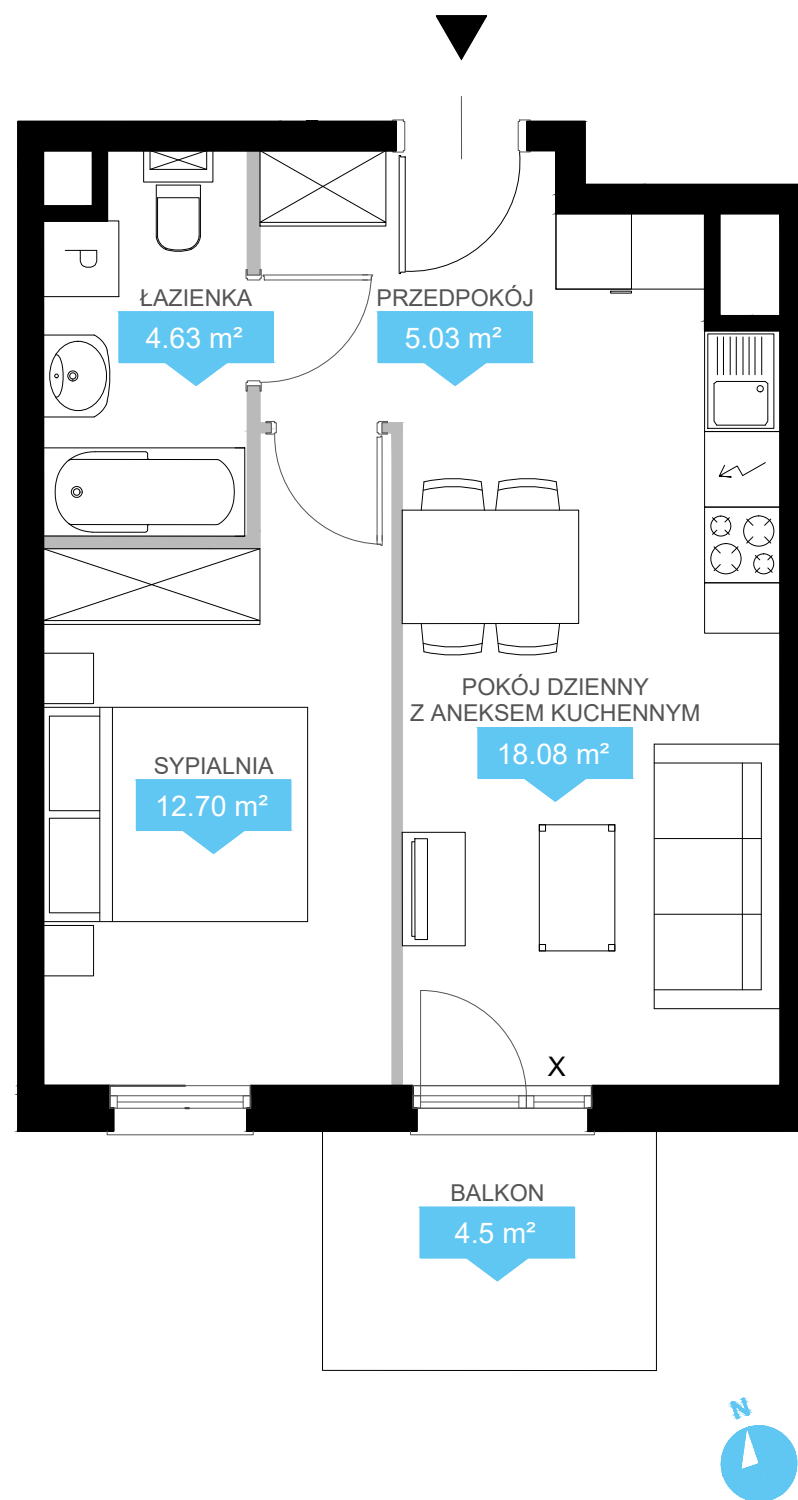 ŁAZIENKA
4.63 m²
PRZEDPOKÓJ
5.03 m²
P
POKÓJ DZIENNY
Z ANEKSEM KUCHENNYM
18.08 m²
SYPIALNIA
12.70 m²
X
BALKON
4.5 m²
N